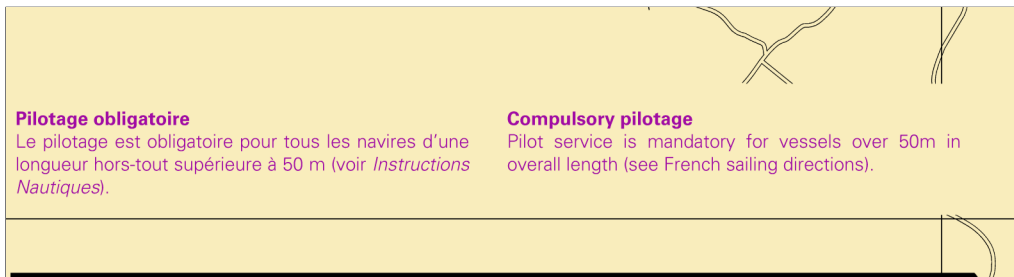 Pilotage obligatoire
Le pilotage est obligatoire pour tous les navires d’une
longueur hors-tout supérieure à 50 m (voir Instructions
Nautiques).
Compulsory pilotage
Pilot service is mandatory for vessels over 50m in
overall length (see French sailing directions).